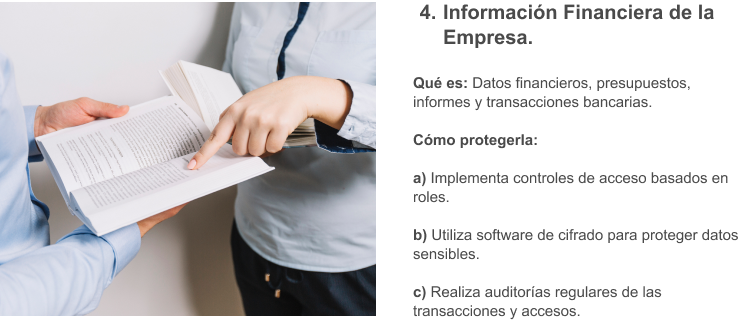 4. Información Financiera de la
Empresa.
Qué es: Datos financieros, presupuestos,
informes y transacciones bancarias.
Cómo protegerla:
a) Implementa controles de acceso basados en
roles.
b) Utiliza software de cifrado para proteger datos
sensibles.
c) Realiza auditorías regulares de las
transacciones y accesos.